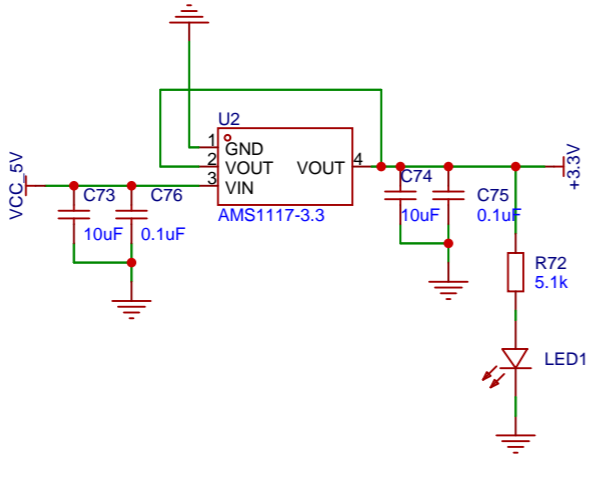 U2
1
GND
2
VOUT
VOUT
4
3
VIN
AMS1117-3.3
VCC_5V
C73
10uF
C76
0.1uF
C74
10uF
C75
0.1uF
+3.3V
R72
5.1k
LED1